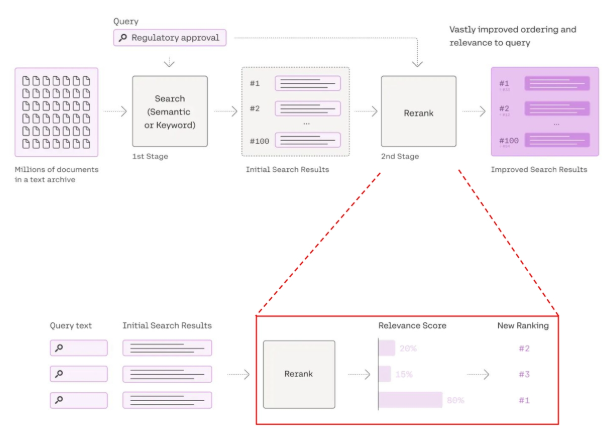 Query
Regulatory approval
Vastly improved ordering and
relevance to query
#1
#2
...
#100
Search
(Semantic
or Keyword)
Rerank
#1
#2
...
#100
1st Stage
2nd Stage
Millions of documents
in a text archive
Initial Search Results
Improved Search Results
Query text
Initial Search Results
Relevance Score
New Ranking
Rerank
20%
#2
15%
#3
80%
#1